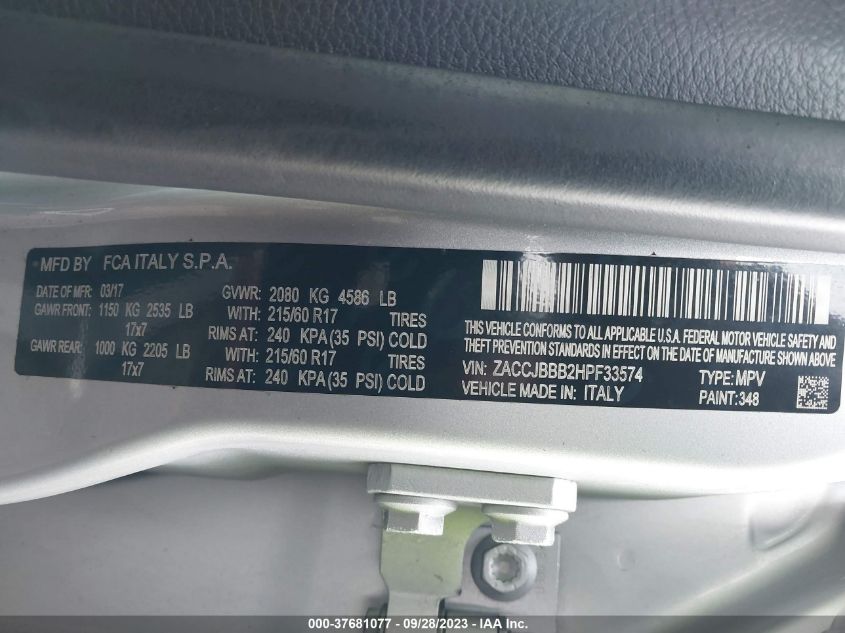 MFD BY FCA ITALY S.P.A.
DATE OF MFR: 03/17 GVWR: 2080 KG 4586 LB
GAWR FRONT: 1150 KG 2535 LB WITH: 215/60 R17 TIRES
17x7 RIMS AT: 240 KPA (35 PSI) COLD
GAWR REAR: 1000 KG 2205 LB WITH: 215/60 R17 TIRES
17x7 RIMS AT: 240 KPA (35 PSI) COLD
THIS VEHICLE CONFORMS TO ALL APPLICABLE U.S.A. FEDERAL MOTOR VEHICLE SAFETY AND
THEFT PREVENTION STANDARDS IN EFFECT ON THE DATE OF MANUFACTURE SHOWN ABOVE
VIN: ZACCJBBB2HPF33574 TYPE: MPV
VEHICLE MADE IN: ITALY PAINT:348
000-37681077 - 09/28/2023 - © IAA Inc.